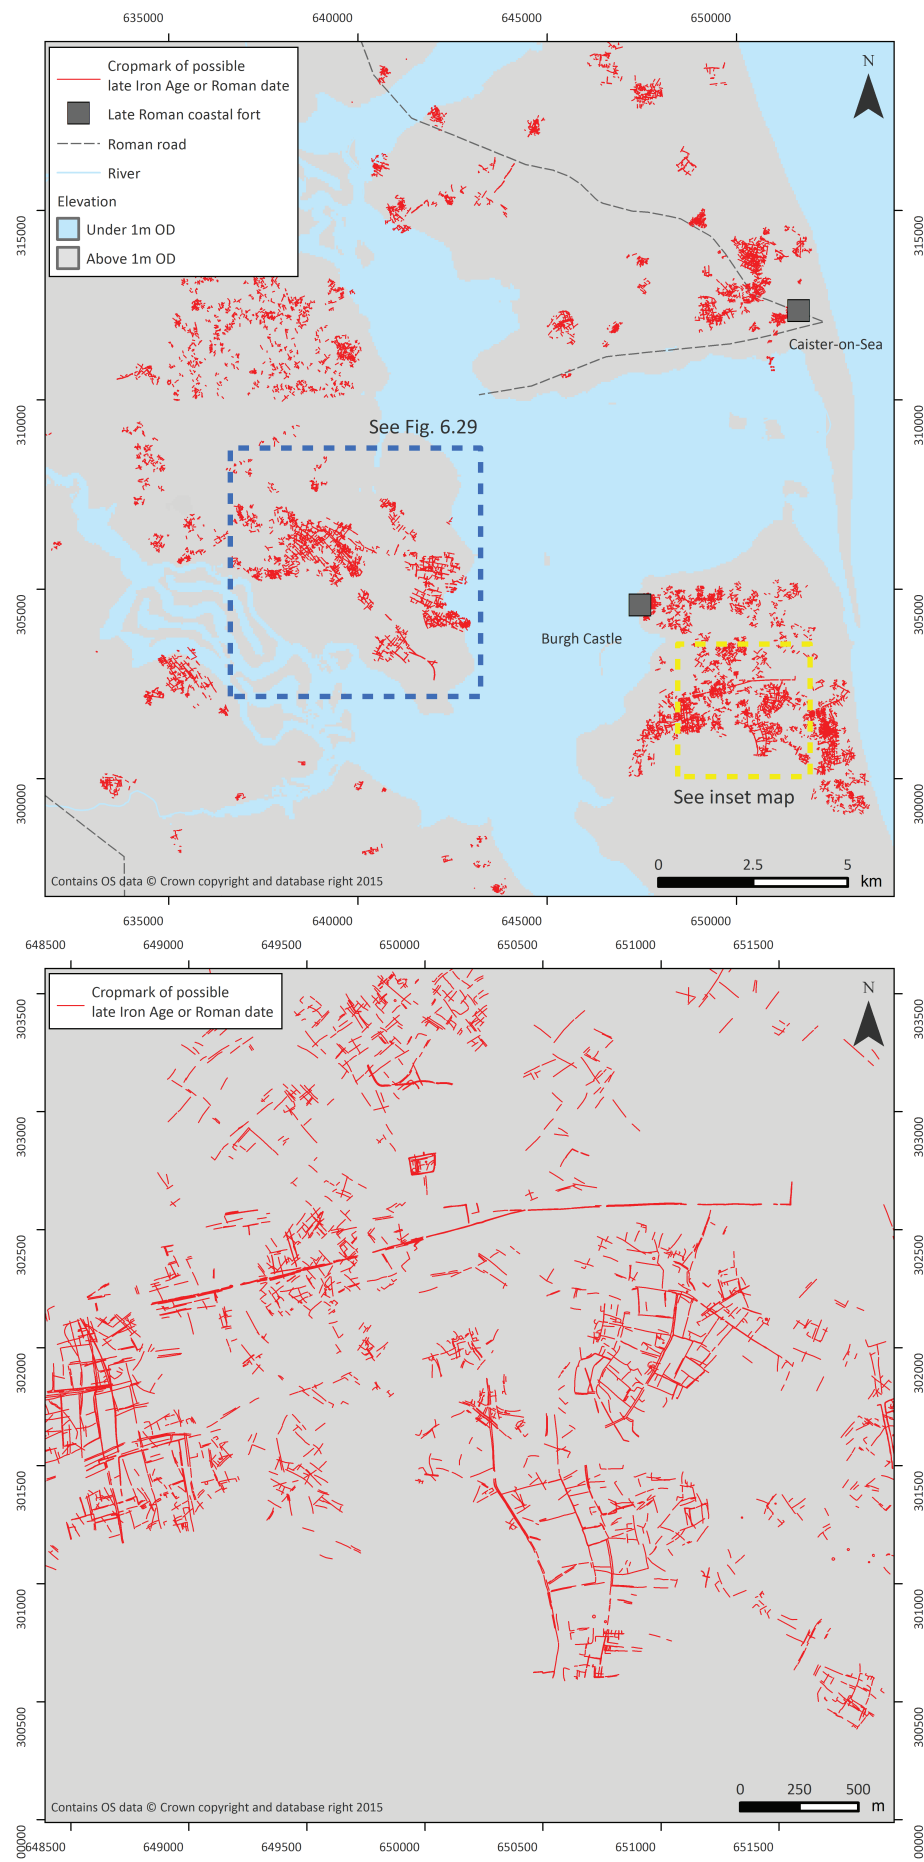 635000 640000 645000 650000
Cropmark of possible
late Iron Age or Roman date
Late Roman coastal fort
Roman road
River
Elevation
Under 1m OD
Above 1m OD
N
315000 315000
Caister-on-Sea
310000 310000
See Fig. 6.29
305000 305000
Burgh Castle
See inset map
300000 300000
0 2.5 5
km
Contains OS data © Crown copyright and database right 2015
635000 640000 645000 650000
648500 649000 649500 650000 650500 651000 651500
Cropmark of possible
late Iron Age or Roman date
N
303500 303500
303000 303000
302500 302500
302000 302000
301500 301500
301000 301000
300500 300500
0 250 500
m
Contains OS data © Crown copyright and database right 2015
648500 649000 649500 650000 650500 651000 651500